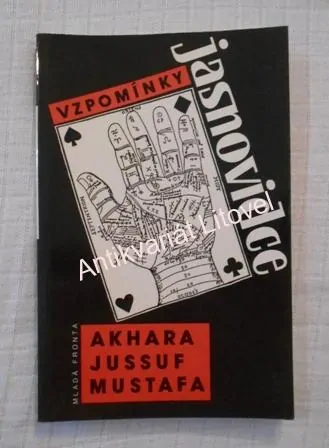 VZPOMÍNKY
jasnovidce
Antikvariát Litovel
MLADÁ FRONTA
AKHARA
JUSSUF
MUSTAFA